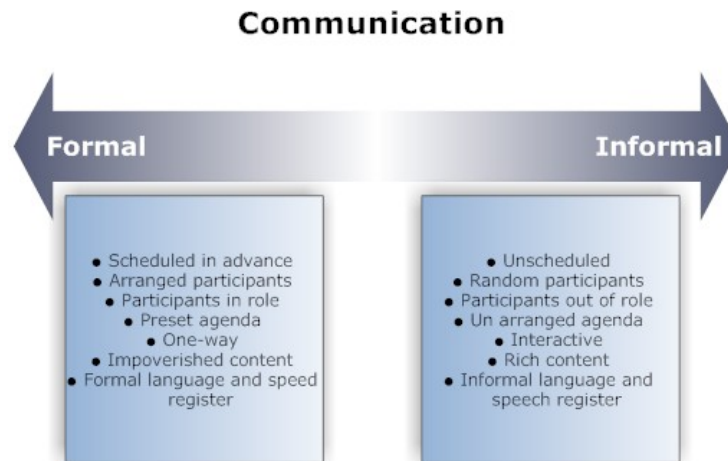 Communication
Formal
Informal
● Scheduled in advance
● Arranged participants
● Participants in role
● Preset agenda
● One-way
● Impoverished content
● Formal language and speed
register
● Unscheduled
● Random participants
● Participants out of role
● Un arranged agenda
● Interactive
● Rich content
● Informal language and
speech register